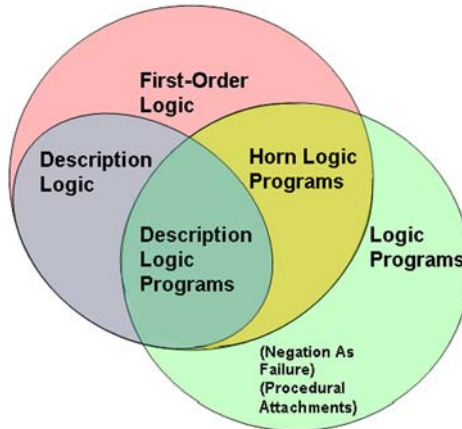 First-Order
Logic
Description
Logic
Horn Logic
Programs
Description
Logic
Programs
Logic
Programs
(Negation As
Failure)
(Procedural
Attachments)